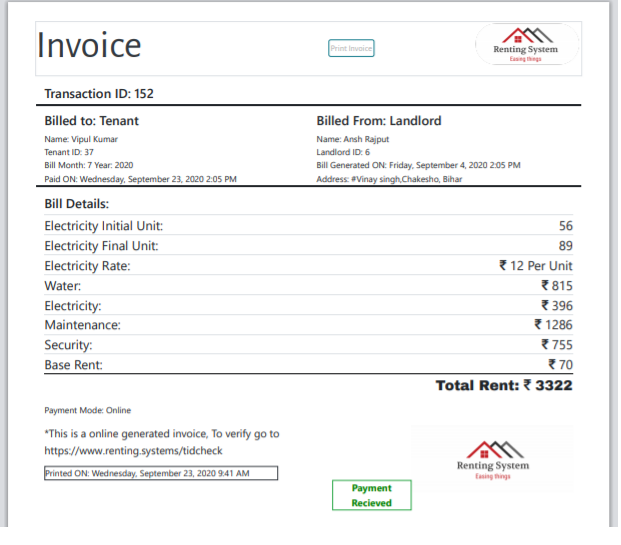 Invoice
Print Invoice
Renting System
Easing things
Transaction ID: 152
Billed to: Tenant
Name: Vipul Kumar
Tenant ID: 37
Bill Month: 7 Year: 2020
Paid ON: Wednesday, September 23, 2020 2:05 PM
Billed From: Landlord
Name: Ansh Rajput
Landlord ID: 6
Bill Generated ON: Friday, September 4, 2020 2:05 PM
Address: #Vinay singh,Chakesho, Bihar
Bill Details:
Electricity Initial Unit: 56
Electricity Final Unit: 89
Electricity Rate: ₹ 12 Per Unit
Water: ₹ 815
Electricity: ₹ 396
Maintenance: ₹ 1286
Security: ₹ 755
Base Rent: ₹ 70
Total Rent: ₹ 3322
Payment Mode: Online
*This is a online generated invoice, To verify go to
https://www.renting.systems/tidcheck
Printed ON: Wednesday, September 23, 2020 9:41 AM
Renting System
Easing things
Payment
Recieved